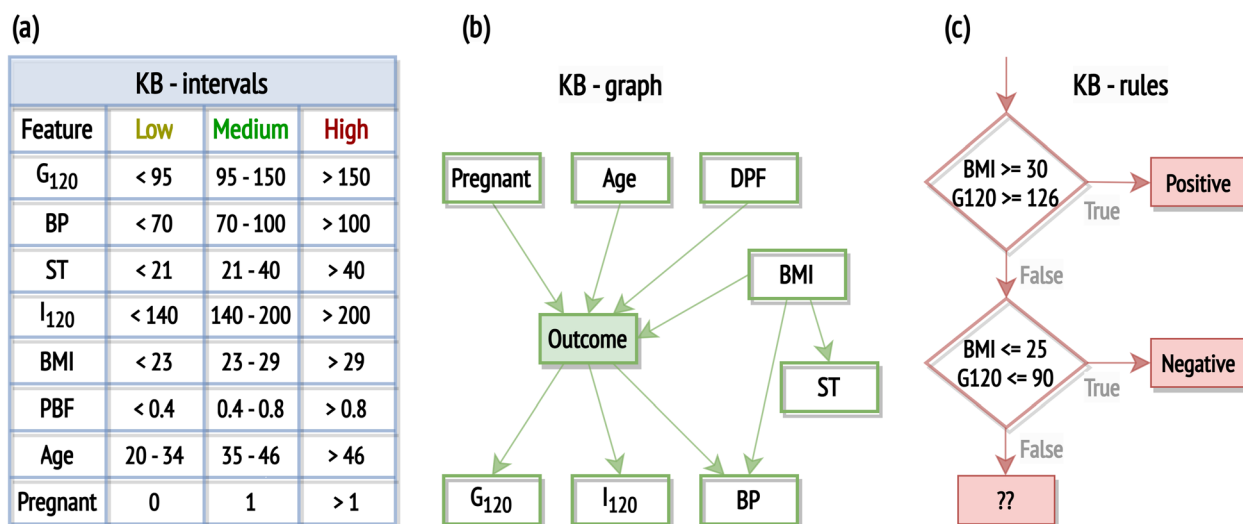 (a)
KB - intervals
Feature Low Medium High
G120 < 95 95 - 150 > 150
BP < 70 70 - 100 > 100
ST < 21 21 - 40 > 40
I120 < 140 140 - 200 > 200
BMI < 23 23 - 29 > 29
PBF < 0.4 0.4 - 0.8 > 0.8
Age 20 - 34 35 - 46 > 46
Pregnant 0 1 > 1
(b)
KB - graph
Pregnant Age DPF
BMI
Outcome
ST
G120 I120 BP
(c)
KB - rules
BMI >= 30
G120 >= 126
Positive
True
False
BMI <= 25
G120 <= 90
Negative
True
False
??